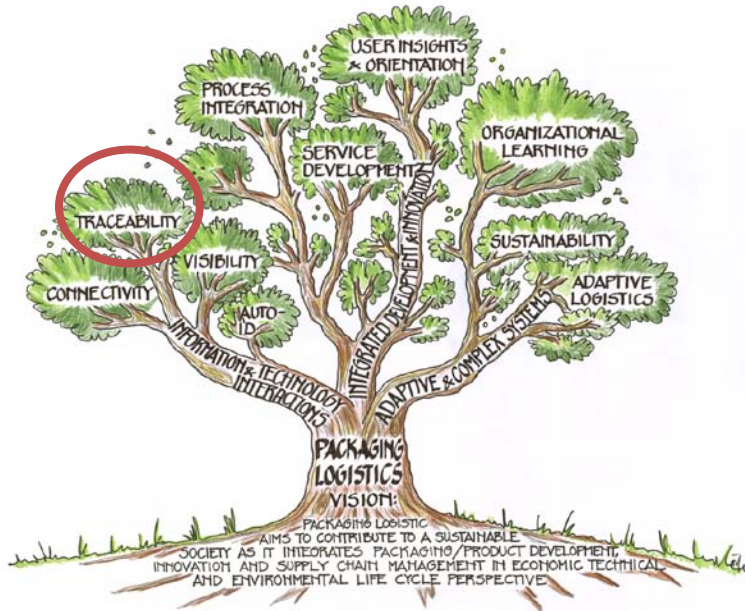 USER INSIGHTS
& ORIENTATION
PROCESS
INTEGRATION
ORGANIZATIONAL
LEARNING
SERVICE
DEVELOPMENT
TRACEABILITY
VISIBILITY
SUSTAINABILITY
CONNECTIVITY
ADAPTIVE
LOGISTICS
AUTO-
ID
INFORMATION & TECHNOLOGY
INTERACTIONS
INTEGRATED DEVELOPMENT & INNOVATION
ADAPTIVE & COMPLEX SYSTEMS
PACKAGING
LOGISTICS
VISION:
PACKAGING LOGISTIC
AIMS TO CONTRIBUTE TO A SUSTAINABLE
SOCIETY AS IT INTEGRATES PACKAGING/PRODUCT DEVELOPMENT,
INNOVATION AND SUPPLY CHAIN MANAGEMENT IN ECONOMIC TECHNICAL
AND ENVIRONMENTAL LIFE CYCLE PERSPECTIVE